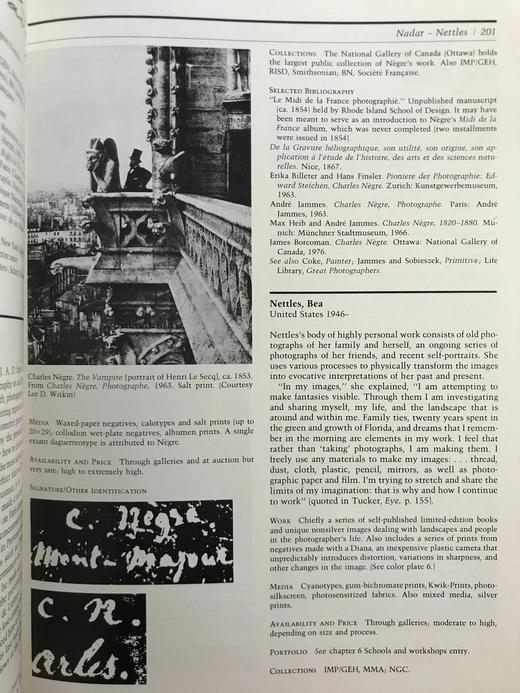 Nadar – Nettles | 201
Charles Nègre. The Vampire [portrait of Henri Le Secq], ca. 1853.
From Charles Nègre, Photographe, 1963. Salt print. (Courtesy
Lee D. Witkin)
MEDIA Waxed-paper negatives, calotypes and salt prints (up to
20×29); collodion wet-plate negatives, albumen prints. A single
extant daguerreotype is attributed to Nègre.
AVAILABILITY AND PRICE Through galleries and at auction but
very rare; high to extremely high.
SIGNATURE/OTHER IDENTIFICATION
C. Negre
Mont-Majour
C. N.
Arles.
COLLECTIONS The National Gallery of Canada (Ottawa) holds
the largest public collection of Nègre's work. Also IMP/GEH,
RISD, Smithsonian; BN, Société Française.
SELECTED BIBLIOGRAPHY
"Le Midi de la France photographié." Unpublished manuscript
(ca. 1854) held by Rhode Island School of Design. It may have
been meant to serve as an introduction to Nègre's Midi de la
France album, which was never completed (two installments
were issued in 1854).
De la Gravure héliographique, son utilité, son origine, son ap-
plication à l'étude de l'histoire, des arts et des sciences natu-
relles. Nice, 1867.
Erika Billeter and Hans Finsler. Pioniere der Photographie: Ed-
ward Steichen, Charles Nègre. Zurich: Kunstgewerbemuseum,
1963.
André Jammes. Charles Nègre, Photographe. Paris: André
Jammes, 1963.
Max Heib and André Jammes. Charles Nègre, 1820–1880. Mu-
nich: Münchner Stadtmuseum, 1966.
James Borcoman. Charles Nègre. Ottawa: National Gallery of
Canada, 1976.
See also Coke, Painter; Jammes and Sobieszek, Primitive; Life
Library, Great Photographers.
Nettles, Bea
United States 1946–
Nettles's body of highly personal work consists of old pho-
tographs of her family and herself, an ongoing series of
photographs of her friends, and recent self-portraits. She
uses various processes to physically transform the images
into evocative interpretations of her past and present.
"In my images," she explained, "I am attempting to
make fantasies visible. Through them I am investigating
and sharing myself, my life, and the landscape that is
around and within me. Family ties, twenty years spent in
the green and growth of Florida, and dreams that I remem-
ber in the morning are elements in my work. I feel that
rather than 'taking' photographs, I am making them. I
freely use any materials to make my images: . . . thread,
dust, cloth, plastic, pencil, mirrors, as well as photo-
graphic paper and film. I'm trying to stretch and share the
limits of my imagination: that is why and how I continue
to work" (quoted in Tucker, Eye, p. 155).
WORK Chiefly a series of self-published limited-edition books
and unique nonsilver images dealing with landscapes and people
in the photographer's life. Also includes a series of prints from
negatives made with a Diana, an inexpensive plastic camera that
unpredictably introduces distortion, variations in sharpness, and
other changes in the image. (See color plate 6.)
MEDIA Cyanotypes, gum-bichromate prints, Kwik-Prints, photo-
silkscreen, photosensitized fabrics. Also mixed media, silver
prints.
AVAILABILITY AND PRICE Through galleries; moderate to high,
depending on size and process.
PORTFOLIO See chapter 6 Schools and workshops entry.
COLLECTIONS IMP/GEH, MMA; NGC.